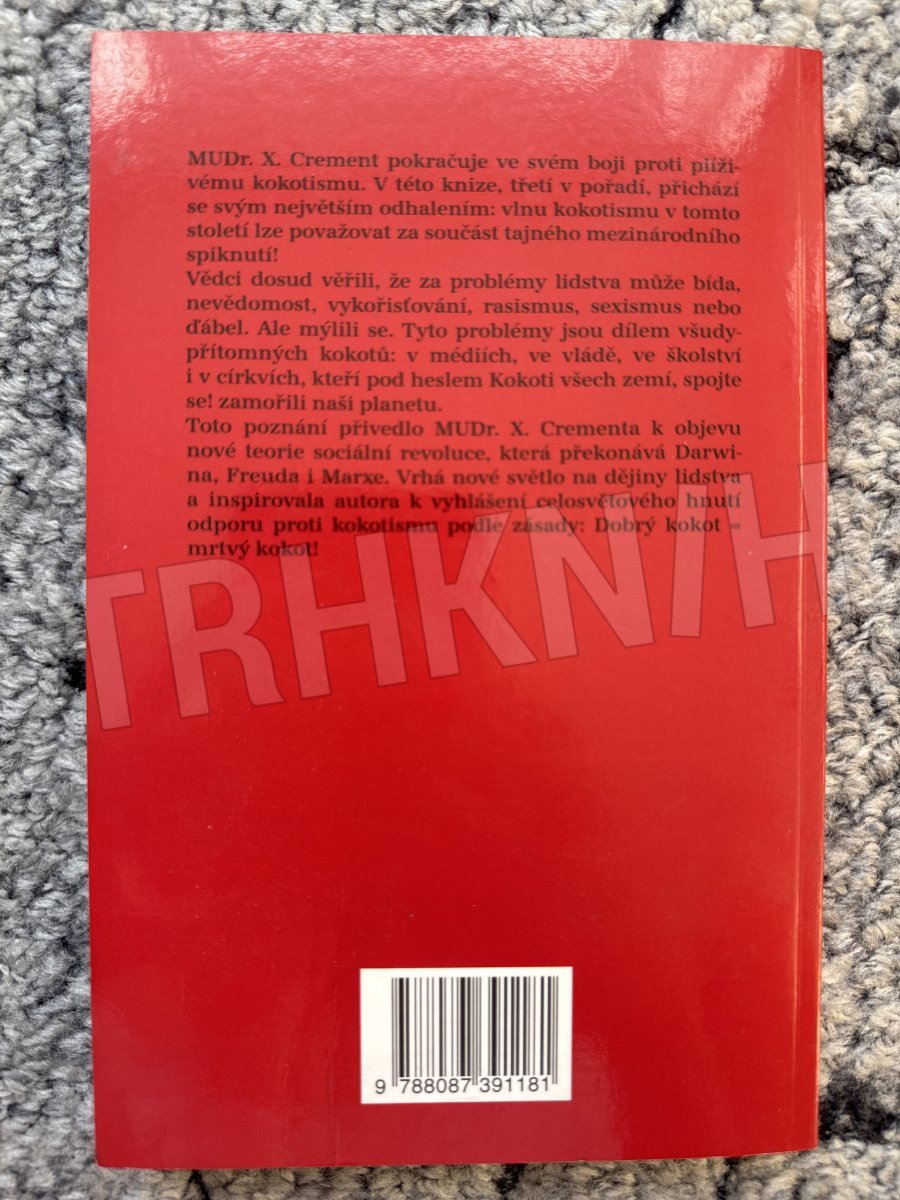 MUDr. X. Crement pokračuje ve svém boji proti plíži-
vému kokotismu. V této knize, třetí v pořadí, přichází
se svým největším odhalením: vlnu kokotismu v tomto
století lze považovat za součást tajného mezinárodního
spiknutí!
Vědci dosud věřili, že za problémy lidstva může bída,
nevědomost, vykořisťování, rasismus, sexismus nebo
ďábel. Ale mýlili se. Tyto problémy jsou dílem všudy-
přítomných kokotů: v médiích, ve vládě, ve školství
i v církvích, kteří pod heslem Kokoti všech zemí, spojte
se! zamořili naši planetu.
Toto poznání přivedlo MUDr. X. Crementa k objevu
nové teorie sociální revoluce, která překonává Darwi-
na, Freuda i Marxe. Vrhá nové světlo na dějiny lidstva
a inspirovala autora k vyhlášení celosvětového hnutí
odporu proti kokotismu podle zásady: Dobrý kokot –
mrtvý kokot!
TRHKNIH
9 788087 391181